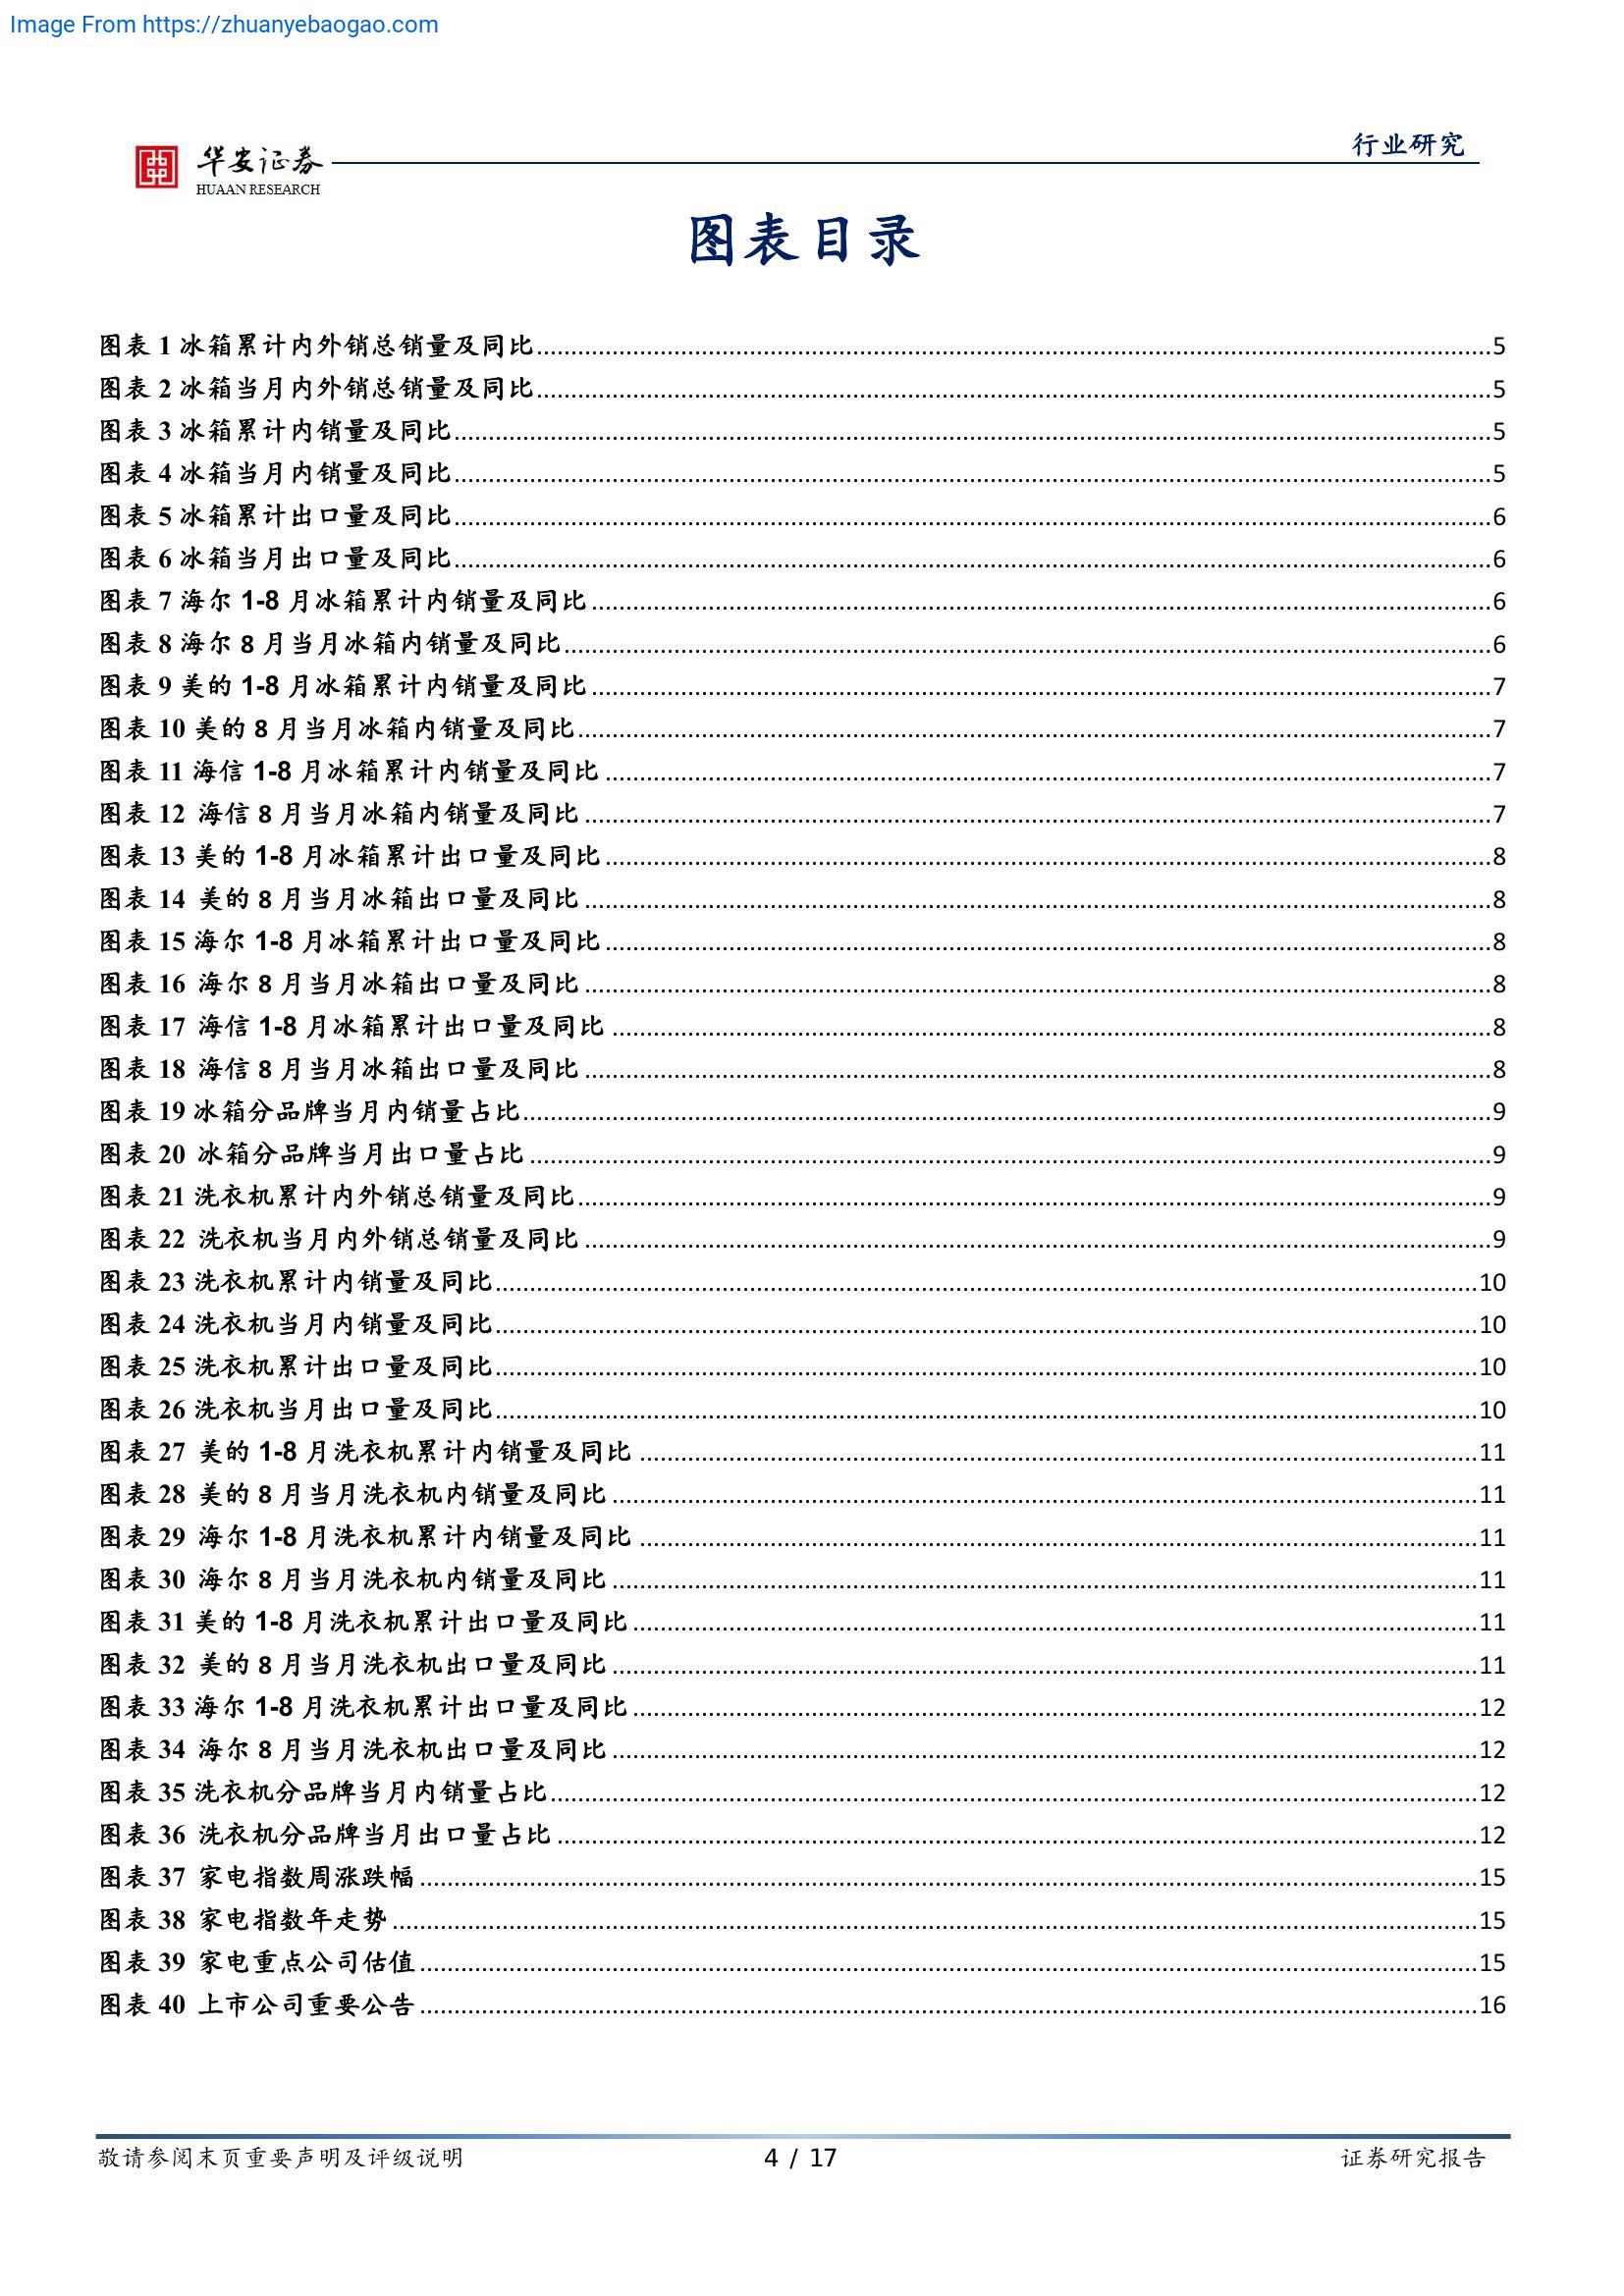 Image From https://zhuanyebaogao.com
行业研究
华安证券
HUAAN RESEARCH
图表目录
图表 1 冰箱累计内外销总销量及同比5
图表 2 冰箱当月内外销总销量及同比5
图表 3 冰箱累计内销量及同比5
图表 4 冰箱当月内销量及同比5
图表 5 冰箱累计出口量及同比6
图表 6 冰箱当月出口量及同比6
图表 7 海尔 1-8 月冰箱累计内销量及同比6
图表 8 海尔 8 月当月冰箱内销量及同比6
图表 9 美的 1-8 月冰箱累计内销量及同比7
图表 10 美的 8 月当月冰箱内销量及同比7
图表 11 海信 1-8 月冰箱累计内销量及同比7
图表 12 海信 8 月当月冰箱内销量及同比7
图表 13 美的 1-8 月冰箱累计出口量及同比8
图表 14 美的 8 月当月冰箱出口量及同比8
图表 15 海尔 1-8 月冰箱累计出口量及同比8
图表 16 海尔 8 月当月冰箱出口量及同比8
图表 17 海信 1-8 月冰箱累计出口量及同比8
图表 18 海信 8 月当月冰箱出口量及同比8
图表 19 冰箱分品牌当月内销量占比9
图表 20 冰箱分品牌当月出口量占比9
图表 21 洗衣机累计内外销总销量及同比9
图表 22 洗衣机当月内外销总销量及同比9
图表 23 洗衣机累计内销量及同比10
图表 24 洗衣机当月内销量及同比10
图表 25 洗衣机累计出口量及同比10
图表 26 洗衣机当月出口量及同比10
图表 27 美的 1-8 月洗衣机累计内销量及同比11
图表 28 美的 8 月当月洗衣机内销量及同比11
图表 29 海尔 1-8 月洗衣机累计内销量及同比11
图表 30 海尔 8 月当月洗衣机内销量及同比11
图表 31 美的 1-8 月洗衣机累计出口量及同比11
图表 32 美的 8 月当月洗衣机出口量及同比11
图表 33 海尔 1-8 月洗衣机累计出口量及同比12
图表 34 海尔 8 月当月洗衣机出口量及同比12
图表 35 洗衣机分品牌当月内销量占比12
图表 36 洗衣机分品牌当月出口量占比12
图表 37 家电指数周涨跌幅15
图表 38 家电指数年走势15
图表 39 家电重点公司估值15
图表 40 上市公司重要公告16
敬请参阅末页重要声明及评级说明 4 / 17 证券研究报告